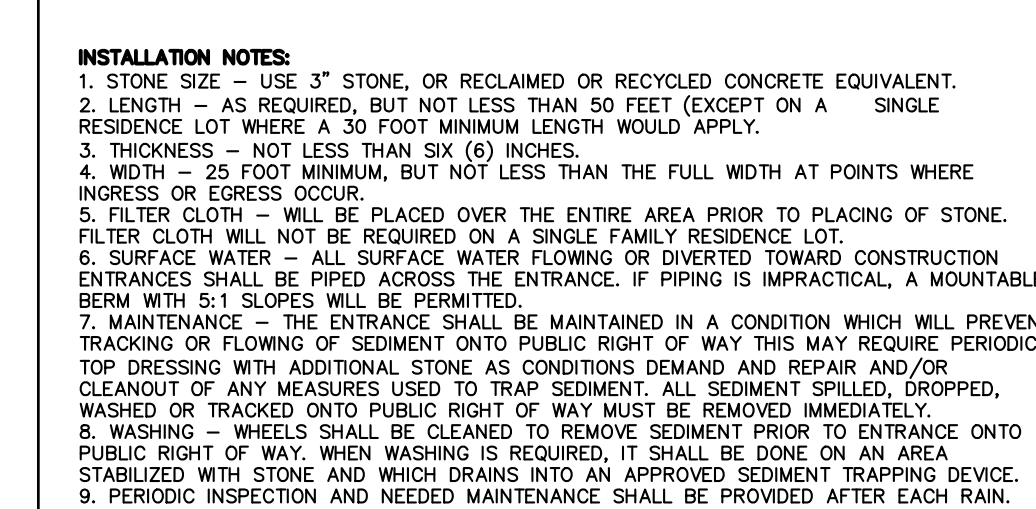 INSTALLATION NOTES:
1. STONE SIZE – USE 3" STONE, OR RECLAIMED OR RECYCLED CONCRETE EQUIVALENT.
2. LENGTH – AS REQUIRED, BUT NOT LESS THAN 50 FEET (EXCEPT ON A SINGLE
RESIDENCE LOT WHERE A 30 FOOT MINIMUM LENGTH WOULD APPLY.
3. THICKNESS – NOT LESS THAN SIX (6) INCHES.
4. WIDTH – 25 FOOT MINIMUM, BUT NOT LESS THAN THE FULL WIDTH AT POINTS WHERE
INGRESS OR EGRESS OCCUR.
5. FILTER CLOTH – WILL BE PLACED OVER THE ENTIRE AREA PRIOR TO PLACING OF STONE.
FILTER CLOTH WILL NOT BE REQUIRED ON A SINGLE FAMILY RESIDENCE LOT.
6. SURFACE WATER – ALL SURFACE WATER FLOWING OR DIVERTED TOWARD CONSTRUCTION
ENTRANCES SHALL BE PIPED ACROSS THE ENTRANCE. IF PIPING IS IMPRACTICAL, A MOUNTABL
BERM WITH 5:1 SLOPES WILL BE PERMITTED.
7. MAINTENANCE – THE ENTRANCE SHALL BE MAINTAINED IN A CONDITION WHICH WILL PREVEN
TRACKING OR FLOWING OF SEDIMENT ONTO PUBLIC RIGHT OF WAY THIS MAY REQUIRE PERIODIC
TOP DRESSING WITH ADDITIONAL STONE AS CONDITIONS DEMAND AND REPAIR AND/OR
CLEANOUT OF ANY MEASURES USED TO TRAP SEDIMENT. ALL SEDIMENT SPILLED, DROPPED,
WASHED OR TRACKED ONTO PUBLIC RIGHT OF WAY MUST BE REMOVED IMMEDIATELY.
8. WASHING – WHEELS SHALL BE CLEANED TO REMOVE SEDIMENT PRIOR TO ENTRANCE ONTO
PUBLIC RIGHT OF WAY. WHEN WASHING IS REQUIRED, IT SHALL BE DONE ON AN AREA
STABILIZED WITH STONE AND WHICH DRAINS INTO AN APPROVED SEDIMENT TRAPPING DEVICE.
9. PERIODIC INSPECTION AND NEEDED MAINTENANCE SHALL BE PROVIDED AFTER EACH RAIN.